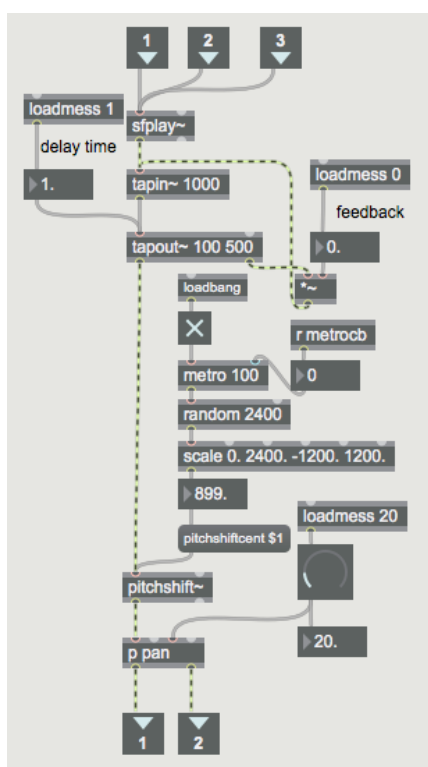 1
2
3
loadmess 1
sfplay~
delay time
1.
tapin~ 1000
loadmess 0
feedback
tapout~ 100 500
0.
loadbang
*~
r metrocb
metro 100
0
random 2400
scale 0. 2400. -1200. 1200.
899.
loadmess 20
pitchshiftcent $1
pitchshift~
20.
p pan
1
2